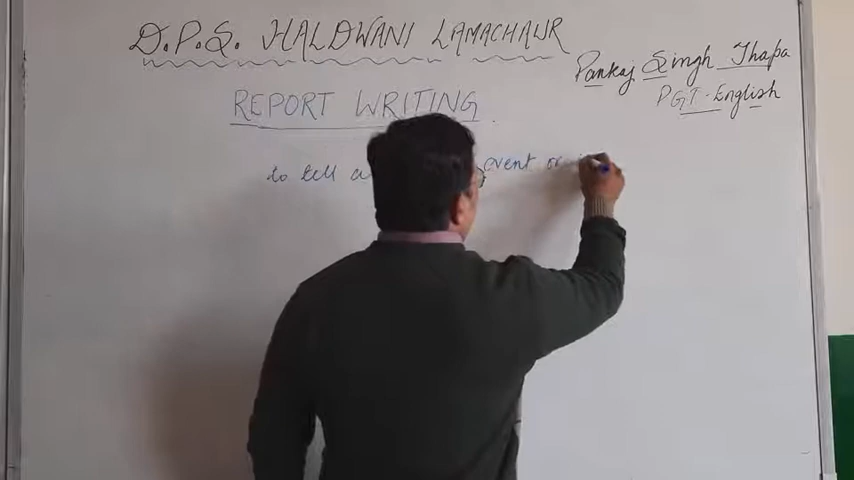 D.P.S. HALDWANI LAMACHAUR
Pankaj Singh Thapa
PGT - English
REPORT WRITING
to tell event or